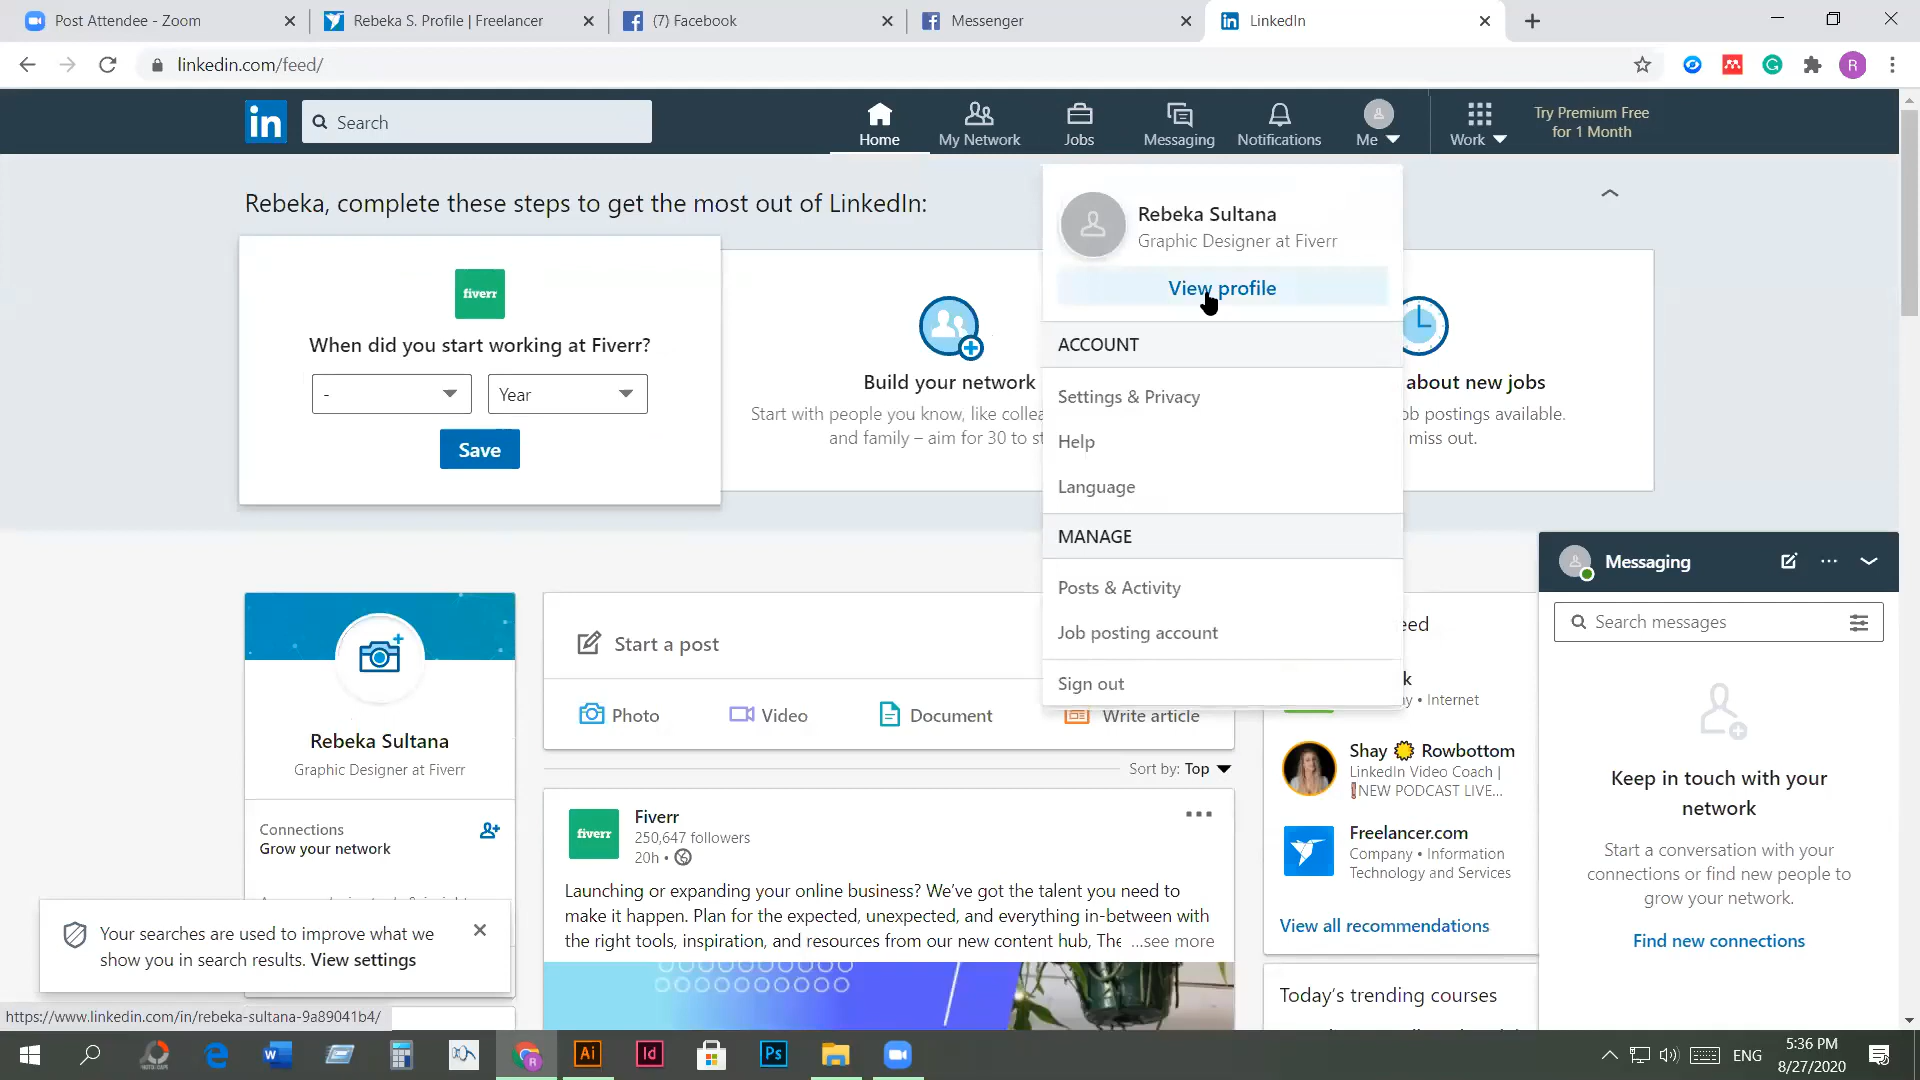 Post Attendee - Zoom
Rebeka S. Profile | Freelancer
(7) Facebook
Messenger
LinkedIn
linkedin.com/feed/
R
in
Search
Home
My Network
Jobs
Messaging
Notifications
Me
Work
Try Premium Free
for 1 Month
Rebeka, complete these steps to get the most out of LinkedIn:
fiverr
When did you start working at Fiverr?
-
Year
Save
Build your network
Start with people you know, like
and family – aim for 30 to
about new jobs
job postings available.
miss out.
Rebeka Sultana
Graphic Designer at Fiverr
View profile
ACCOUNT
Settings & Privacy
Help
Language
MANAGE
Posts & Activity
Job posting account
Sign out
Rebeka Sultana
Graphic Designer at Fiverr
Connections
Grow your network
Start a post
Photo
Video
Document
Write article
Sort by: Top
fiverr
Fiverr
250,647 followers
20h •
Launching or expanding your online business? We've got the talent you need to
make it happen. Plan for the expected, unexpected, and everything in-between with
the right tools, inspiration, and resources from our new content hub, The ...see more
• Internet
Shay Rowbottom
LinkedIn Video Coach |
NEW PODCAST LIVE...
Freelancer.com
Company • Information
Technology and Services
View all recommendations
Today's trending courses
Messaging
Search messages
Keep in touch with your
network
Start a conversation with your
connections or find new people to
grow your network.
Find new connections
Your searches are used to improve what we
show you in search results. View settings
https://www.linkedin.com/in/rebeka-sultana-9a89041b4/
Ai
Id
Ps
ENG
5:36 PM
8/27/2020